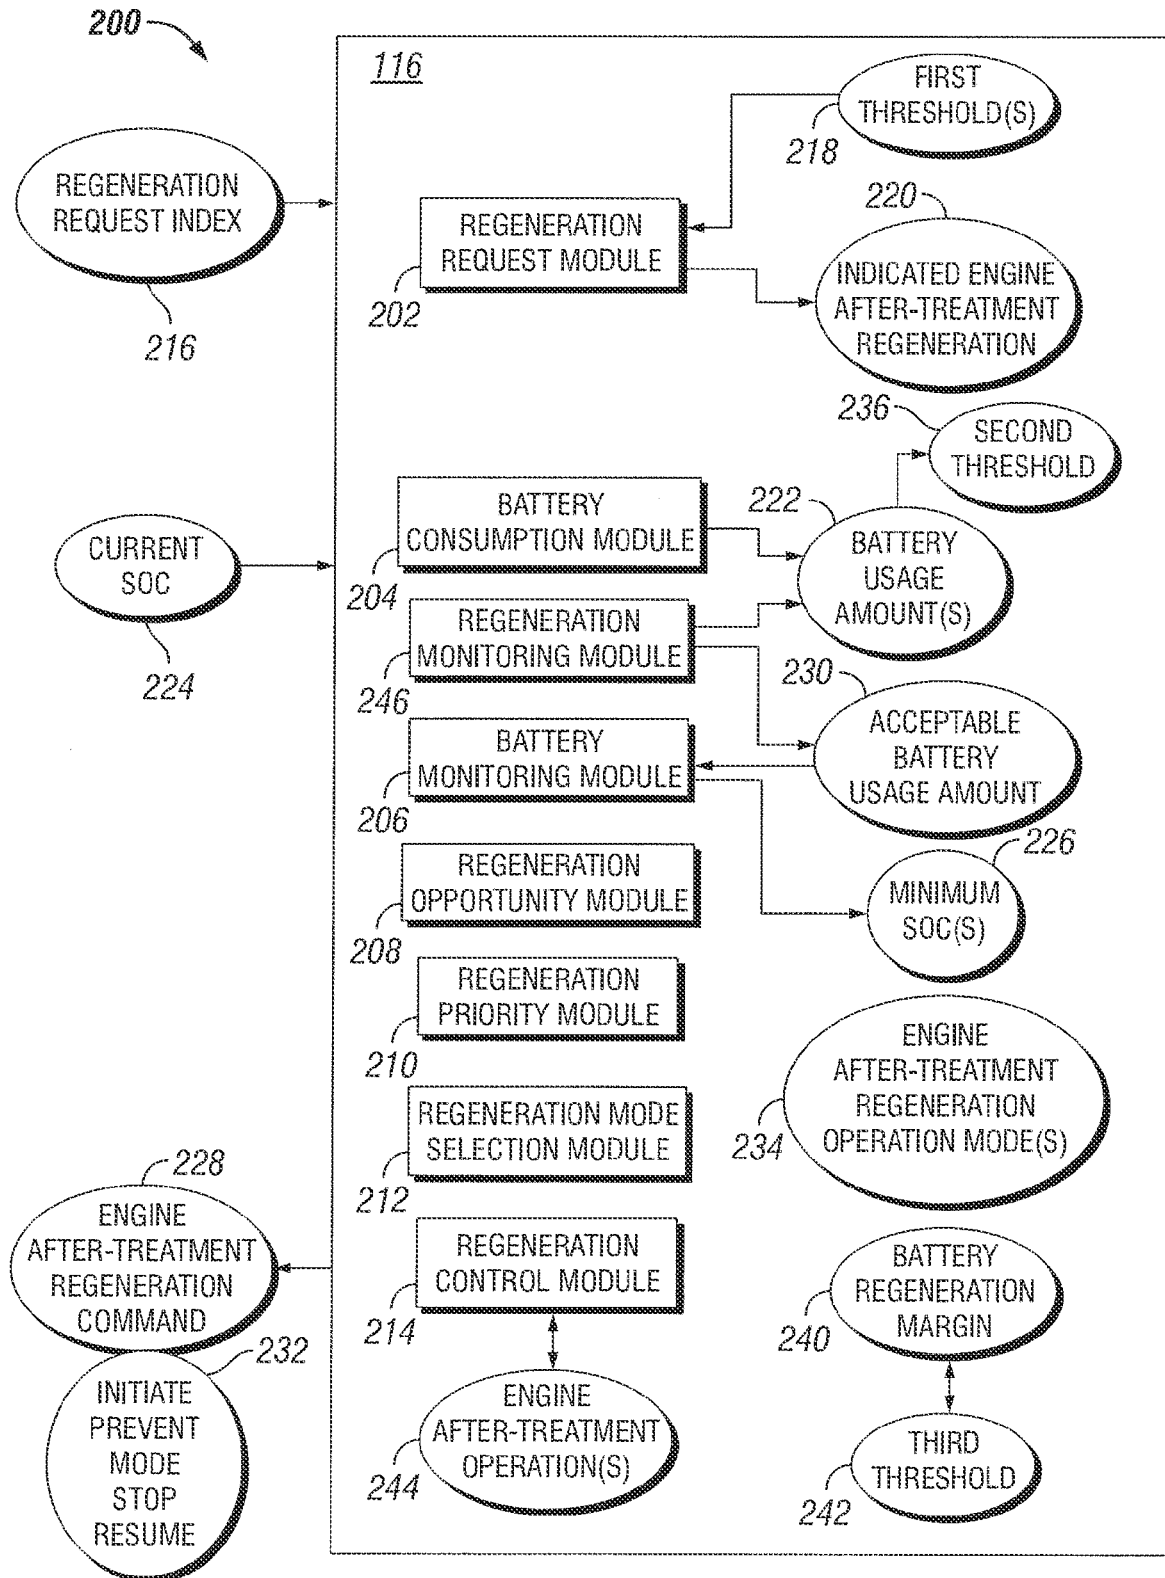 200
116
FIRST
THRESHOLD(S)
218
REGENERATION
REQUEST INDEX
216
REGENERATION
REQUEST MODULE
202
220
INDICATED ENGINE
AFTER-TREATMENT
REGENERATION
236
SECOND
THRESHOLD
CURRENT
SOC
224
BATTERY
CONSUMPTION MODULE
204
222
BATTERY
USAGE
AMOUNT(S)
REGENERATION
MONITORING MODULE
246
230
ACCEPTABLE
BATTERY
USAGE AMOUNT
BATTERY
MONITORING MODULE
206
226
MINIMUM
SOC(S)
REGENERATION
OPPORTUNITY MODULE
208
REGENERATION
PRIORITY MODULE
210
ENGINE
AFTER-TREATMENT
REGENERATION
OPERATION MODE(S)
234
REGENERATION MODE
SELECTION MODULE
212
228
ENGINE
AFTER-TREATMENT
REGENERATION
COMMAND
REGENERATION
CONTROL MODULE
214
BATTERY
REGENERATION
MARGIN
240
232
INITIATE
PREVENT
MODE
STOP
RESUME
ENGINE
AFTER-TREATMENT
OPERATION(S)
244
THIRD
THRESHOLD
242